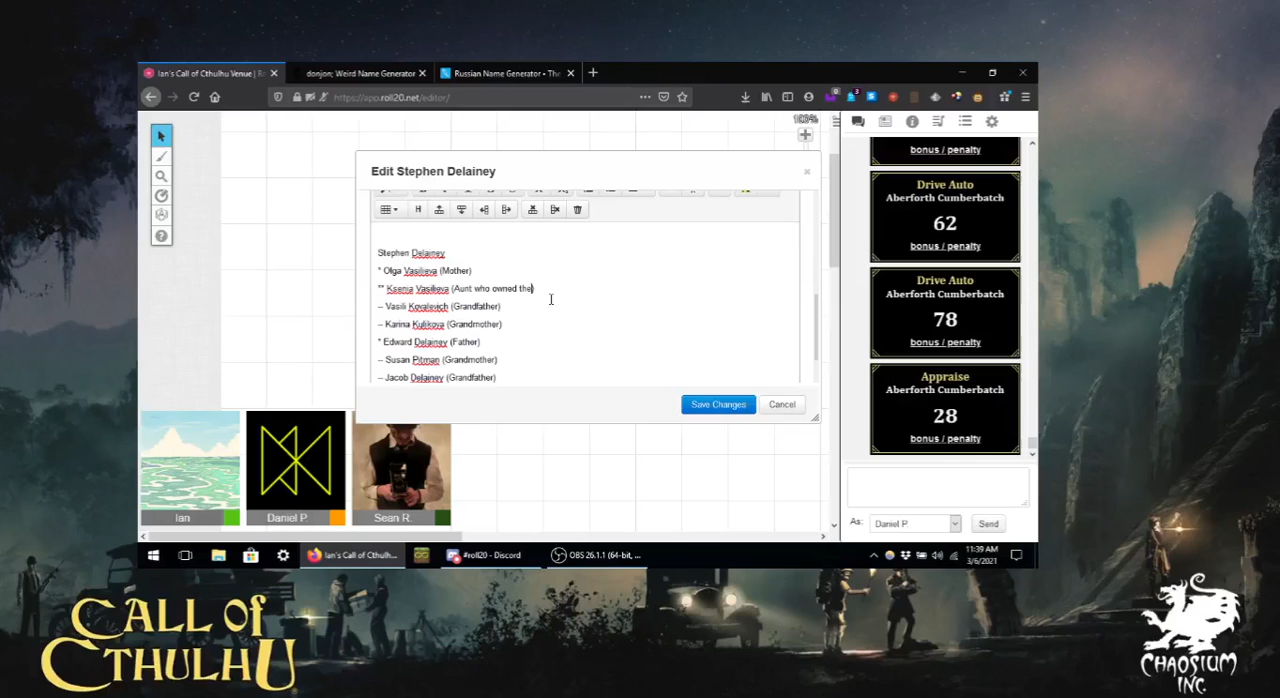 Ian's Call of Cthulhu Venue | R
donjon; Weird Name Generator
Russian Name Generator • The
https://app.roll20.net/editor/
100%
Edit Stephen Delainey
H
Stephen Delainey
* Olga Vasilieva (Mother)
** Ksenia Vasilieva (Aunt who owned the)
-- Vasili Kovalevich (Grandfather)
-- Karina Kulikova (Grandmother)
* Edward Delainey (Father)
-- Susan Pitman (Grandmother)
-- Jacob Delainey (Grandfather)
Save Changes
Cancel
bonus / penalty
Drive Auto
Aberforth Cumberbatch
62
bonus / penalty
Drive Auto
Aberforth Cumberbatch
78
bonus / penalty
Appraise
Aberforth Cumberbatch
28
bonus / penalty
As:
Daniel P.
Send
Ian
Daniel P.
Sean R.
Ian's Call of Cthulh...
#roll20 - Discord
OBS 26.1.1 (64-bit, ...
11:39 AM
3/6/2021
CALL OF
CTHULHU
CHAOSIUM
INC.